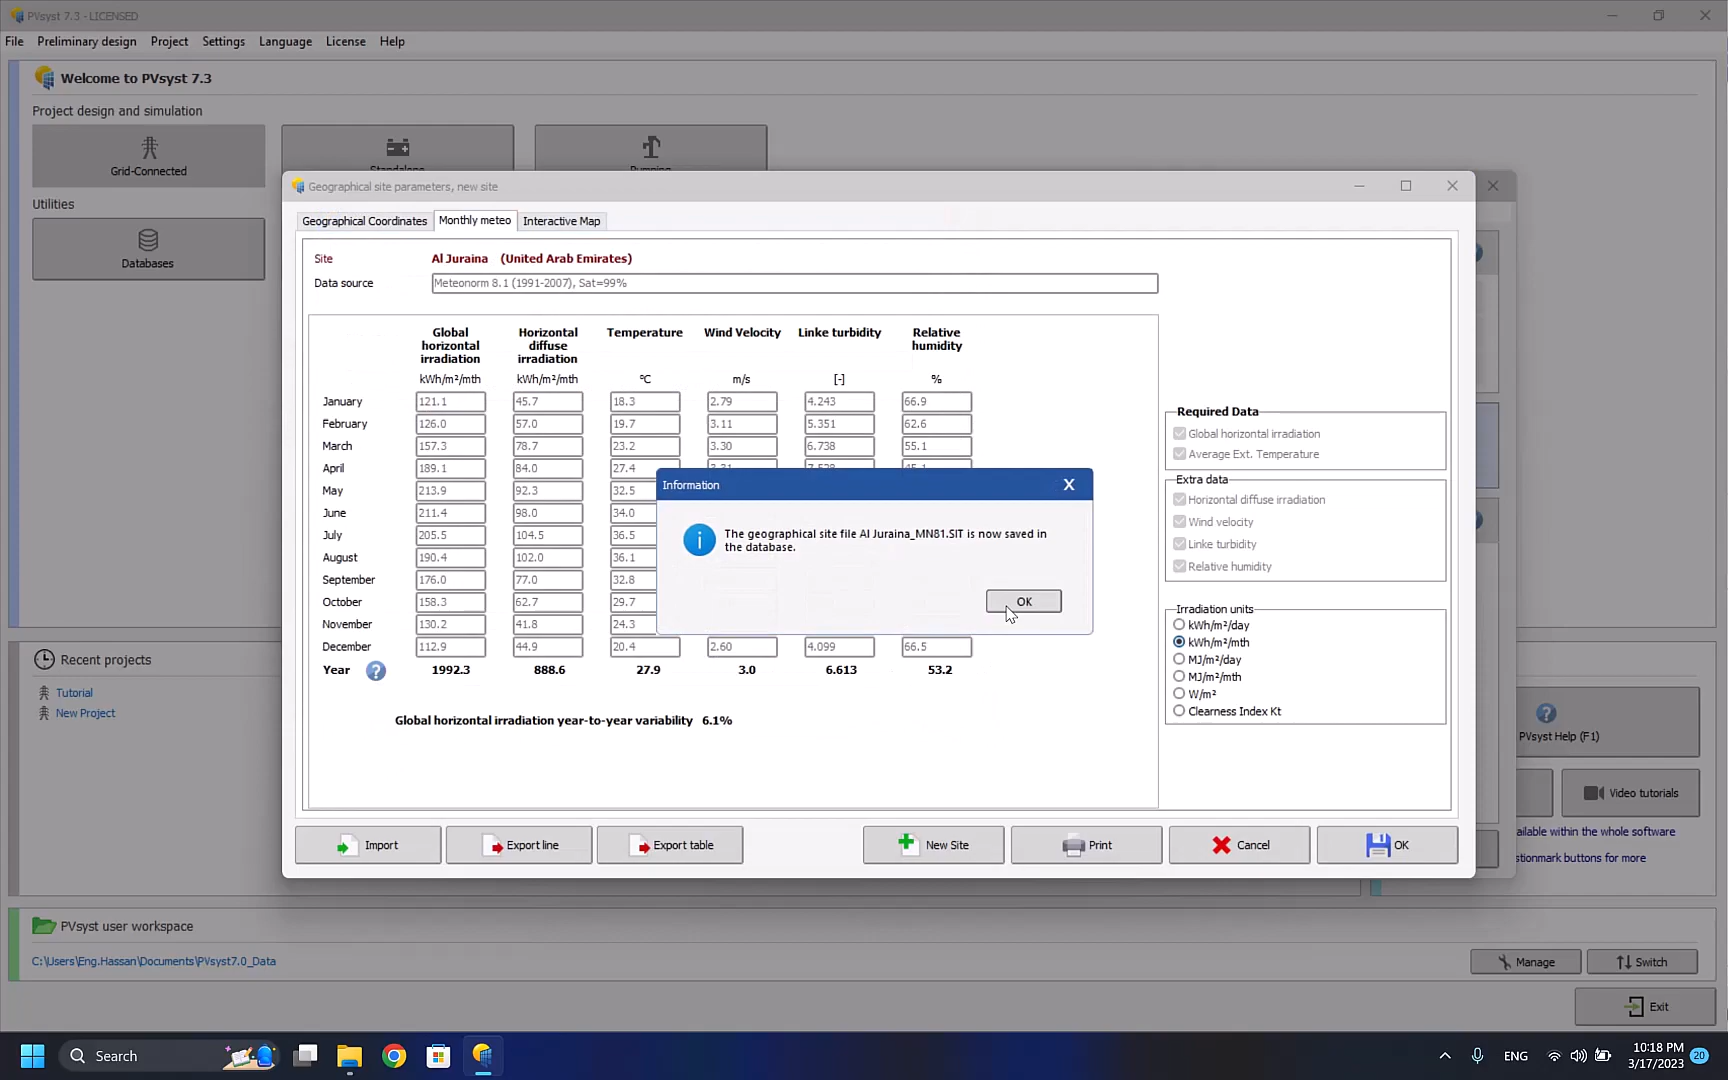 PVsyst 7.3 - LICENSED
File Preliminary design Project Settings Language License Help
Welcome to PVsyst 7.3
Project design and simulation
Grid-Connected
Utilities
Databases
Geographical site parameters, new site
Geographical Coordinates Monthly meteo Interactive Map
Site Al Juraina (United Arab Emirates)
Data source Meteonorm 8.1 (1991-2007), Sat=99%
Global horizontal irradiation Horizontal diffuse irradiation Temperature Wind Velocity Linke turbidity Relative humidity
kWh/m²/mth kWh/m²/mth °C m/s [-] %
January 121.1 45.7 18.3 2.79 4.243 66.9
February 126.0 57.0 19.7 3.11 5.351 62.6
March 157.3 78.7 23.2 3.30 6.738 55.1
April 189.1 84.0 27.4
May 213.9 92.3 32.5
June 211.4 98.0 34.0
July 205.5 104.5 36.5
August 190.4 102.0 36.1
September 176.0 77.0 32.8
October 158.3 62.7 29.7
November 130.2 41.8 24.3
December 112.9 44.9 20.4 2.60 4.099 66.5
Year 1992.3 888.6 27.9 3.0 6.613 53.2
Global horizontal irradiation year-to-year variability 6.1%
Information X
The geographical site file Al Juraina_MN81.SIT is now saved in
the database.
OK
Required Data
Global horizontal irradiation
Average Ext. Temperature
Extra data
Horizontal diffuse irradiation
Wind velocity
Linke turbidity
Relative humidity
Irradiation units
kWh/m²/day
kWh/m²/mth
MJ/m²/day
MJ/m²/mth
W/m²
Clearness Index Kt
Import Export line Export table New Site Print Cancel OK
Recent projects
Tutorial
New Project
PVsyst Help (F1)
Video tutorials
ailable within the whole software
stionmark buttons for more
PVsyst user workspace
C:\Users\Eng.Hassan\Documents\PVsyst7.0_Data
Manage Switch
Exit
Search
ENG
10:18 PM
3/17/2023
20